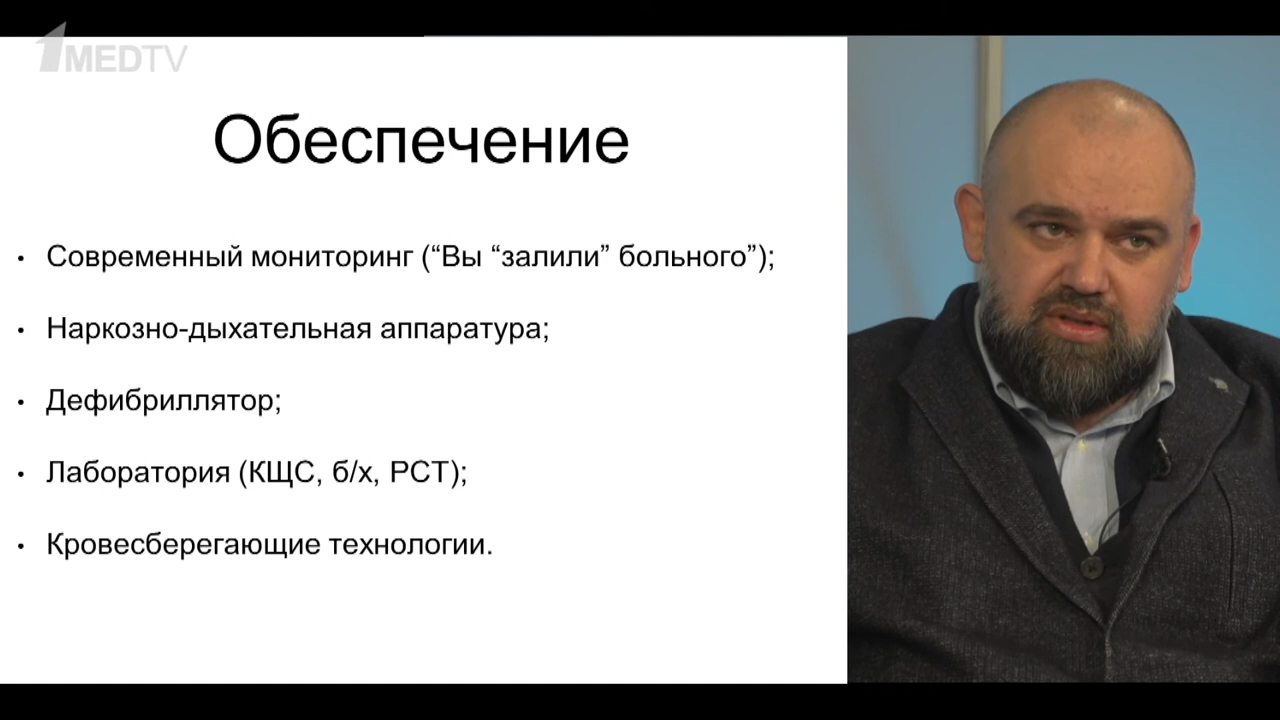 1MEDTV
Обеспечение
• Современный мониторинг (“Вы “залили” больного”);
• Наркозно-дыхательная аппаратура;
• Дефибриллятор;
• Лаборатория (КЩС, б/х, РСТ);
• Кровесберегающие технологии.